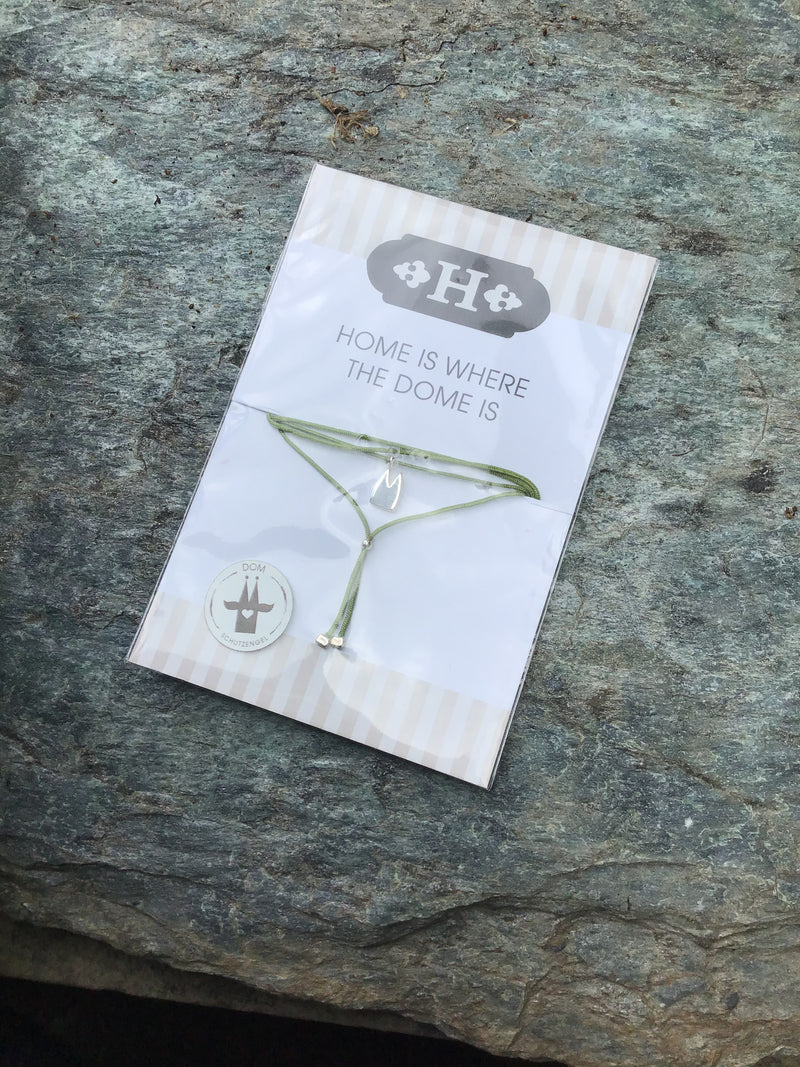 H
HOME IS WHERE
THE DOME IS
DOM
SCHUTZENGEL